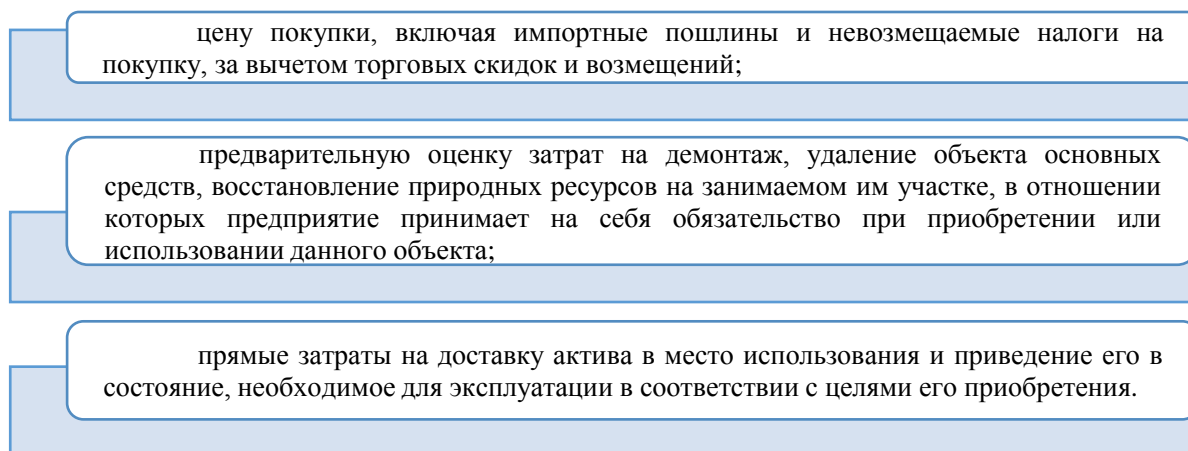 цену покупки, включая импортные пошлины и невозмещаемые налоги на
покупку, за вычетом торговых скидок и возмещений;
предварительную оценку затрат на демонтаж, удаление объекта основных
средств, восстановление природных ресурсов на занимаемом им участке, в отношении
которых предприятие принимает на себя обязательство при приобретении или
использовании данного объекта;
прямые затраты на доставку актива в место использования и приведение его в
состояние, необходимое для эксплуатации в соответствии с целями его приобретения.